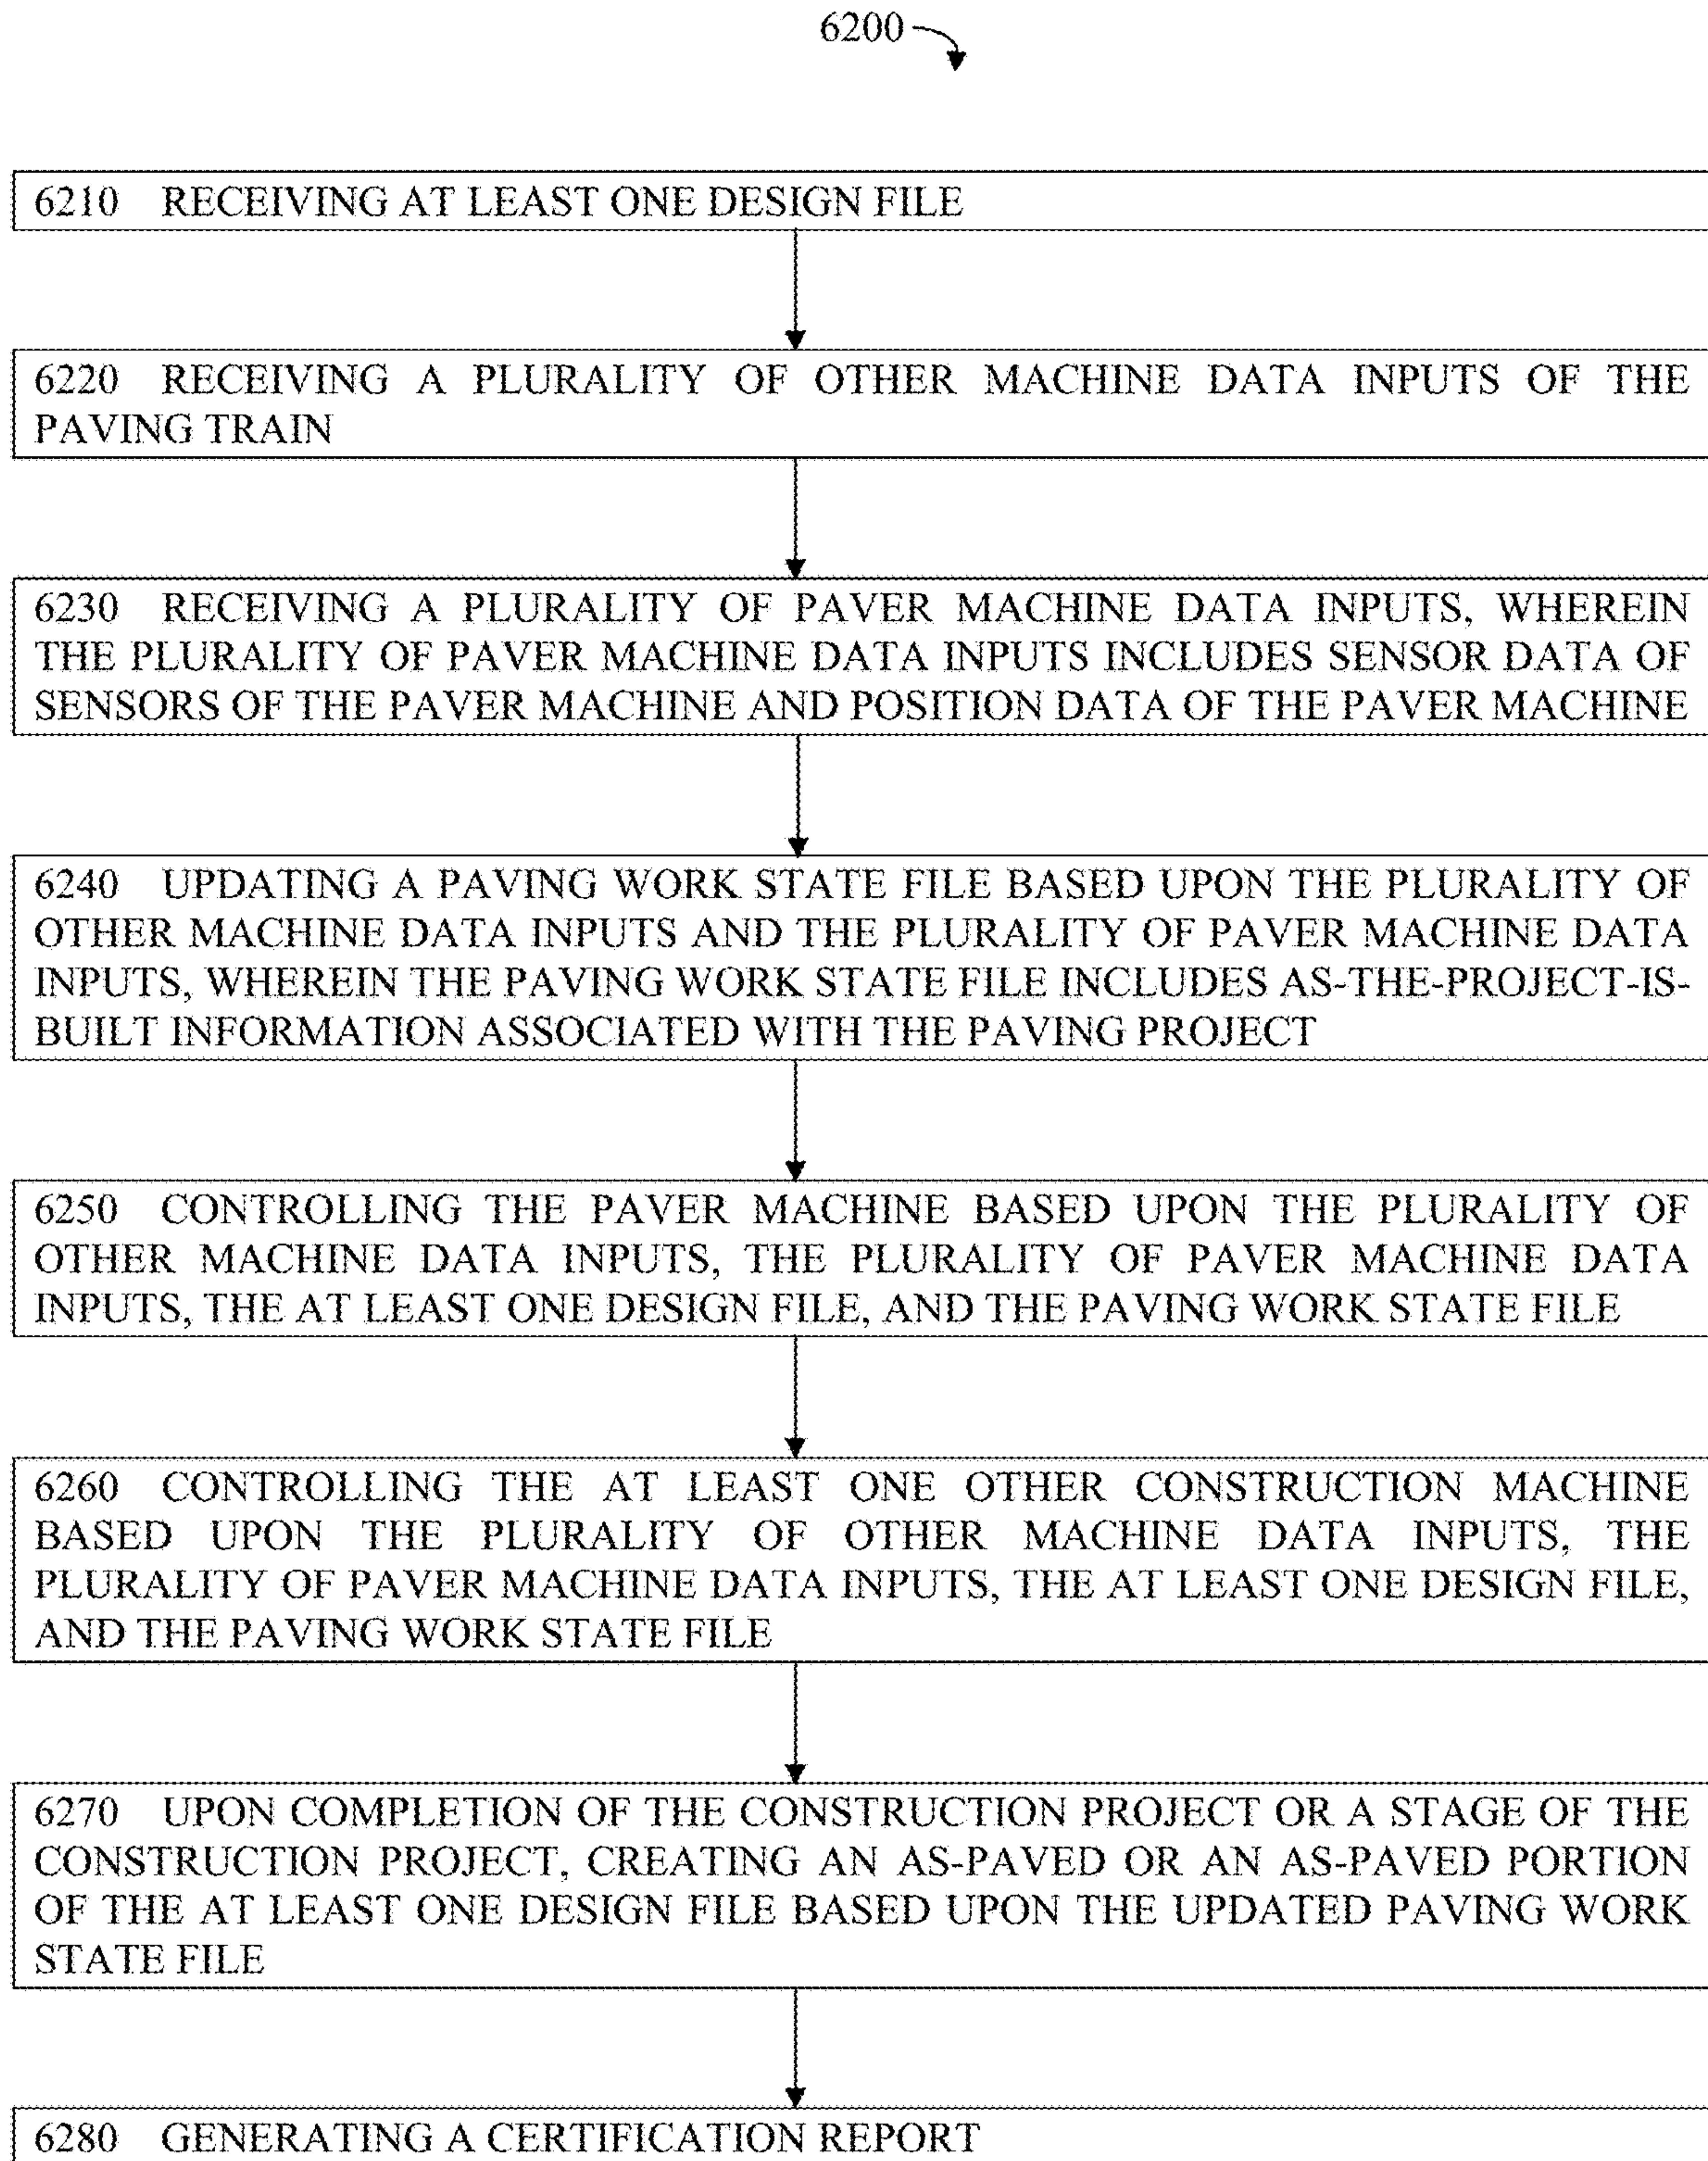 6200
6210 RECEIVING AT LEAST ONE DESIGN FILE
6220 RECEIVING A PLURALITY OF OTHER MACHINE DATA INPUTS OF THE
PAVING TRAIN
6230 RECEIVING A PLURALITY OF PAVER MACHINE DATA INPUTS, WHEREIN
THE PLURALITY OF PAVER MACHINE DATA INPUTS INCLUDES SENSOR DATA OF
SENSORS OF THE PAVER MACHINE AND POSITION DATA OF THE PAVER MACHINE
6240 UPDATING A PAVING WORK STATE FILE BASED UPON THE PLURALITY OF
OTHER MACHINE DATA INPUTS AND THE PLURALITY OF PAVER MACHINE DATA
INPUTS, WHEREIN THE PAVING WORK STATE FILE INCLUDES AS-THE-PROJECT-IS-
BUILT INFORMATION ASSOCIATED WITH THE PAVING PROJECT
6250 CONTROLLING THE PAVER MACHINE BASED UPON THE PLURALITY OF
OTHER MACHINE DATA INPUTS, THE PLURALITY OF PAVER MACHINE DATA
INPUTS, THE AT LEAST ONE DESIGN FILE, AND THE PAVING WORK STATE FILE
6260 CONTROLLING THE AT LEAST ONE OTHER CONSTRUCTION MACHINE
BASED UPON THE PLURALITY OF OTHER MACHINE DATA INPUTS, THE
PLURALITY OF PAVER MACHINE DATA INPUTS, THE AT LEAST ONE DESIGN FILE,
AND THE PAVING WORK STATE FILE
6270 UPON COMPLETION OF THE CONSTRUCTION PROJECT OR A STAGE OF THE
CONSTRUCTION PROJECT, CREATING AN AS-PAVED OR AN AS-PAVED PORTION
OF THE AT LEAST ONE DESIGN FILE BASED UPON THE UPDATED PAVING WORK
STATE FILE
6280 GENERATING A CERTIFICATION REPORT